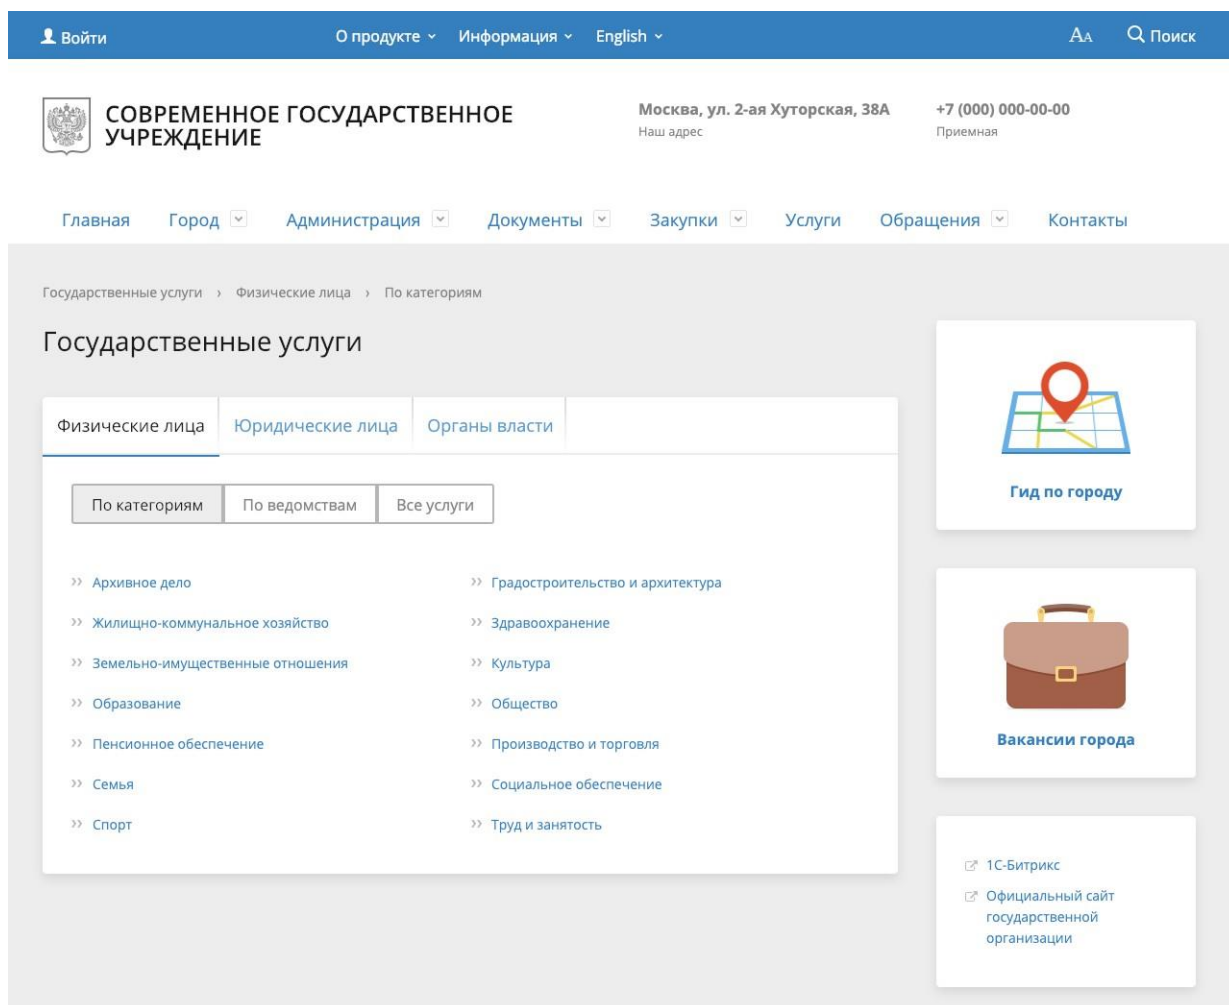 Войти
О продукте
Информация
English
АА
Поиск
СОВРЕМЕННОЕ ГОСУДАРСТВЕННОЕ
УЧРЕЖДЕНИЕ
Москва, ул. 2-ая Хуторская, 38А
Наш адрес
+7 (000) 000-00-00
Приемная
Главная
Город
Администрация
Документы
Закупки
Услуги
Обращения
Контакты
Государственные услуги › Физические лица › По категориям
Государственные услуги
Физические лица
Юридические лица
Органы власти
По категориям
По ведомствам
Все услуги
Архивное дело
Градостроительство и архитектура
Жилищно-коммунальное хозяйство
Здравоохранение
Земельно-имущественные отношения
Культура
Образование
Общество
Пенсионное обеспечение
Производство и торговля
Семья
Социальное обеспечение
Спорт
Труд и занятость
Гид по городу
Вакансии города
1С-Битрикс
Официальный сайт
государственной
организации